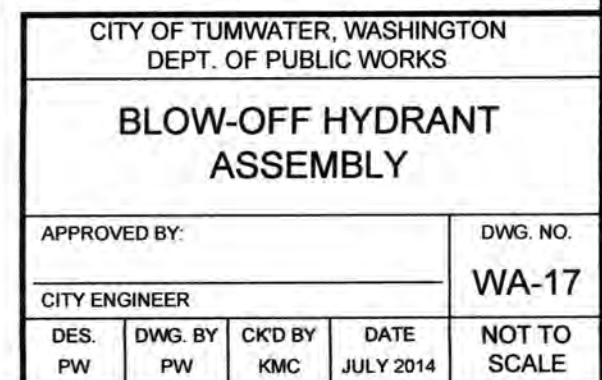 CITY OF TUMWATER, WASHINGTON
DEPT. OF PUBLIC WORKS
BLOW-OFF HYDRANT
ASSEMBLY
APPROVED BY:
CITY ENGINEER
DWG. NO.
WA-17
DES. DWG. BY CK'D BY DATE
PW PW KMC JULY 2014
NOT TO
SCALE